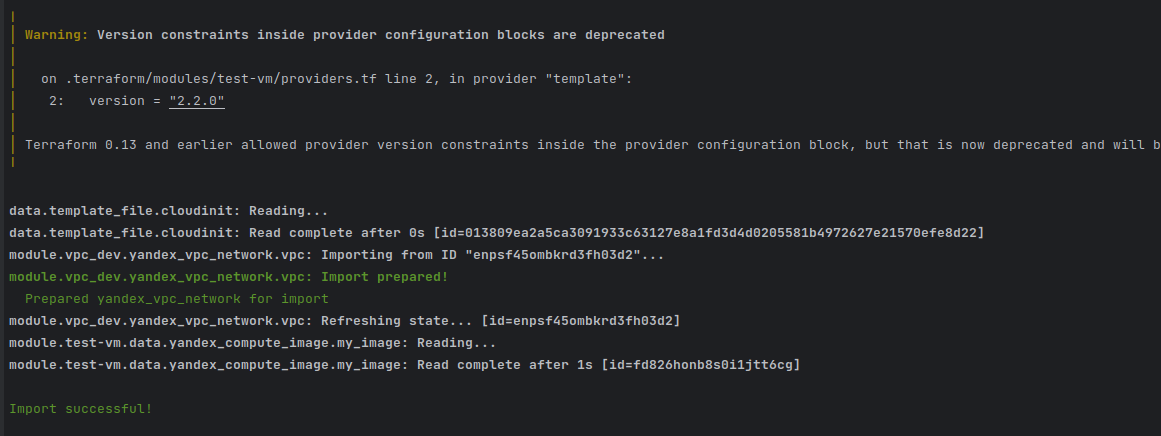 Warning: Version constraints inside provider configuration blocks are deprecated
on .terraform/modules/test-vm/providers.tf line 2, in provider "template":
2:   version = "2.2.0"
Terraform 0.13 and earlier allowed provider version constraints inside the provider configuration block, but that is now deprecated and will b
data.template_file.cloudinit: Reading...
data.template_file.cloudinit: Read complete after 0s [id=013809ea2a5ca3091933c63127e8a1fd3d4d0205581b4972627e21570efe8d22]
module.vpc_dev.yandex_vpc_network.vpc: Importing from ID "enpsf45ombkrd3fh03d2"...
module.vpc_dev.yandex_vpc_network.vpc: Import prepared!
Prepared yandex_vpc_network for import
module.vpc_dev.yandex_vpc_network.vpc: Refreshing state... [id=enpsf45ombkrd3fh03d2]
module.test-vm.data.yandex_compute_image.my_image: Reading...
module.test-vm.data.yandex_compute_image.my_image: Read complete after 1s [id=fd826honb8s0i1jtt6cg]
Import successful!